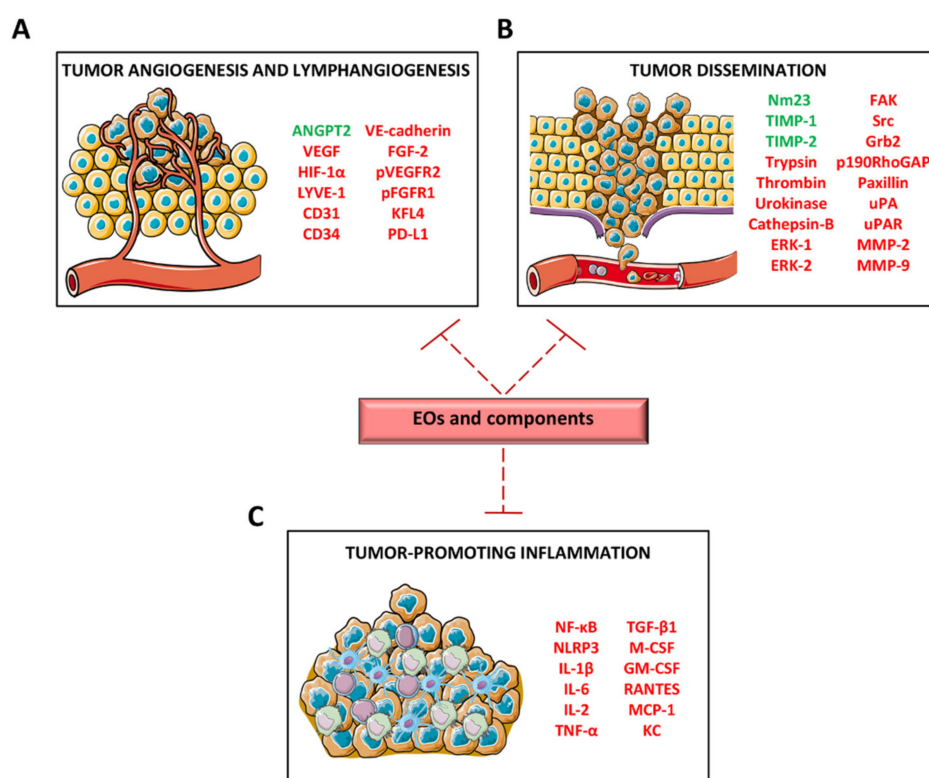 A
TUMOR ANGIOGENESIS AND LYMPHANGIOGENESIS
ANGPT2 VE-cadherin
VEGF FGF-2
HIF-1α pVEGFR2
LYVE-1 pFGFR1
CD31 KFL4
CD34 PD-L1
B
TUMOR DISSEMINATION
Nm23 FAK
TIMP-1 Src
TIMP-2 Grb2
Trypsin p190RhoGAP
Thrombin Paxillin
Urokinase uPA
Cathepsin-B uPAR
ERK-1 MMP-2
ERK-2 MMP-9
EOs and components
C
TUMOR-PROMOTING INFLAMMATION
NF-κB TGF-β1
NLRP3 M-CSF
IL-1β GM-CSF
IL-6 RANTES
IL-2 MCP-1
TNF-α KC